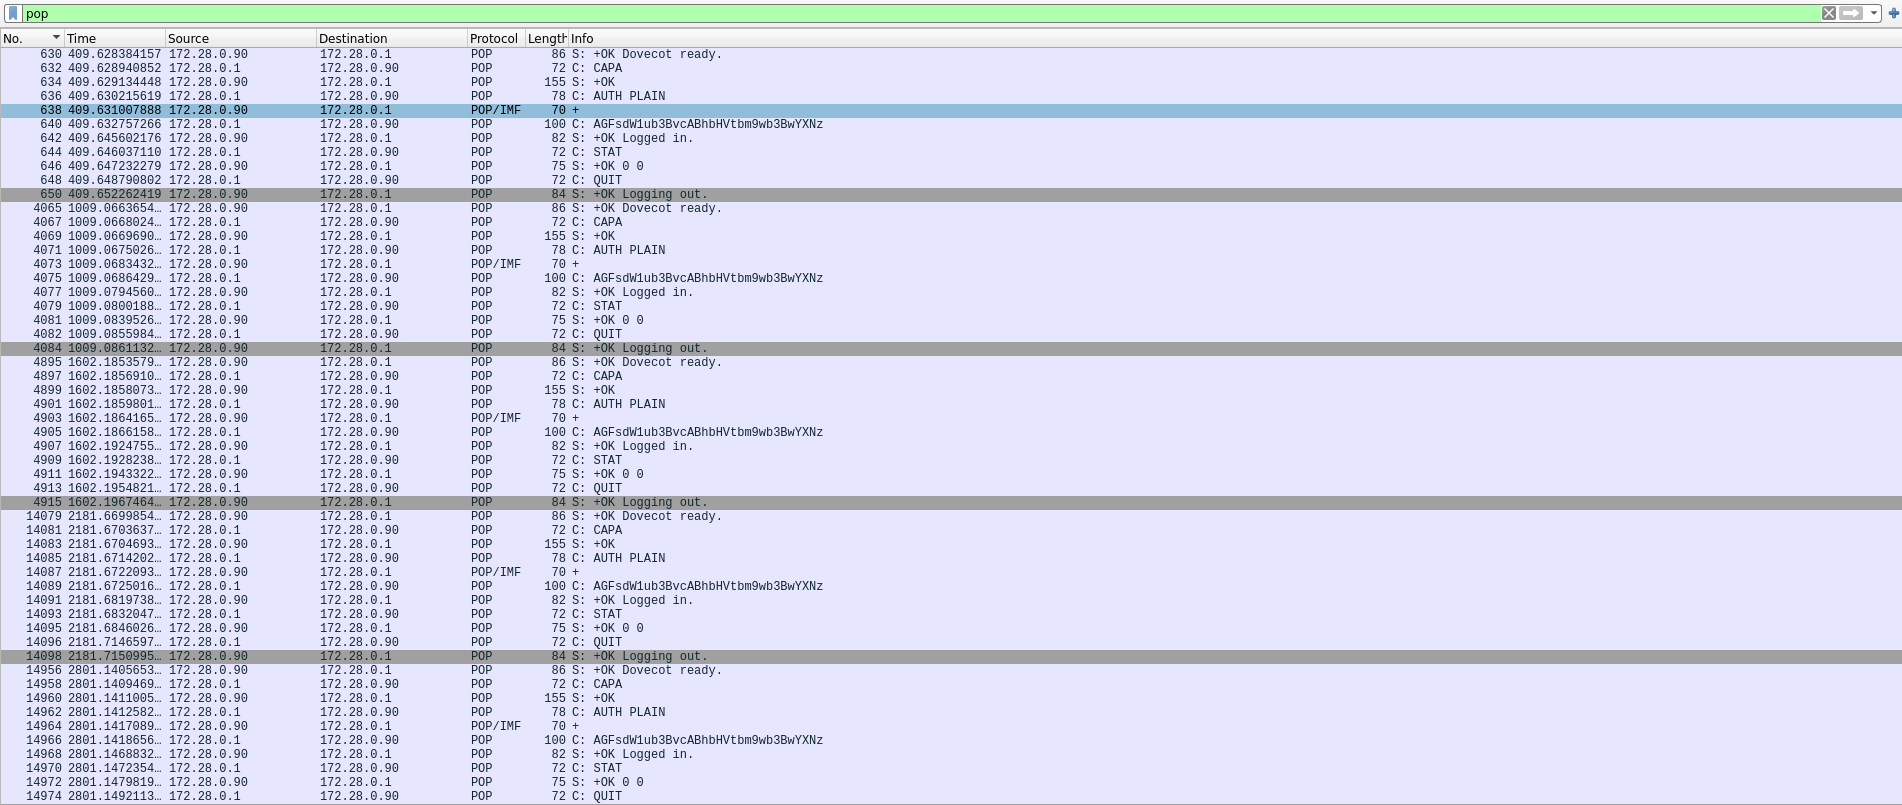 pop
No. Time Source Destination Protocol Length Info
630 409.628384157 172.28.0.90 172.28.0.1 POP 86 S: +OK Dovecot ready.
632 409.628940852 172.28.0.1 172.28.0.90 POP 72 C: CAPA
634 409.629134448 172.28.0.90 172.28.0.1 POP 155 S: +OK
636 409.630215619 172.28.0.1 172.28.0.90 POP 78 C: AUTH PLAIN
638 409.631007888 172.28.0.90 172.28.0.1 POP/IMF 70 +
640 409.632757266 172.28.0.1 172.28.0.90 POP 100 C: AGFsdW1ub3BvcABhbHVtbm9wb3BwYXNz
642 409.645602176 172.28.0.90 172.28.0.1 POP 82 S: +OK Logged in.
644 409.646037110 172.28.0.1 172.28.0.90 POP 72 C: STAT
646 409.647232279 172.28.0.90 172.28.0.1 POP 75 S: +OK 0 0
648 409.648790802 172.28.0.1 172.28.0.90 POP 72 C: QUIT
650 409.652262419 172.28.0.90 172.28.0.1 POP 84 S: +OK Logging out.
4065 1009.0663654… 172.28.0.90 172.28.0.1 POP 86 S: +OK Dovecot ready.
4067 1009.0668024… 172.28.0.1 172.28.0.90 POP 72 C: CAPA
4069 1009.0669690… 172.28.0.90 172.28.0.1 POP 155 S: +OK
4071 1009.0675026… 172.28.0.1 172.28.0.90 POP 78 C: AUTH PLAIN
4073 1009.0683432… 172.28.0.90 172.28.0.1 POP/IMF 70 +
4075 1009.0686429… 172.28.0.1 172.28.0.90 POP 100 C: AGFsdW1ub3BvcABhbHVtbm9wb3BwYXNz
4077 1009.0794560… 172.28.0.90 172.28.0.1 POP 82 S: +OK Logged in.
4079 1009.0800188… 172.28.0.1 172.28.0.90 POP 72 C: STAT
4081 1009.0839526… 172.28.0.90 172.28.0.1 POP 75 S: +OK 0 0
4082 1009.0855984… 172.28.0.1 172.28.0.90 POP 72 C: QUIT
4084 1009.0861132… 172.28.0.90 172.28.0.1 POP 84 S: +OK Logging out.
4895 1602.1853579… 172.28.0.90 172.28.0.1 POP 86 S: +OK Dovecot ready.
4897 1602.1856910… 172.28.0.1 172.28.0.90 POP 72 C: CAPA
4899 1602.1858073… 172.28.0.90 172.28.0.1 POP 155 S: +OK
4901 1602.1859801… 172.28.0.1 172.28.0.90 POP 78 C: AUTH PLAIN
4903 1602.1864165… 172.28.0.90 172.28.0.1 POP/IMF 70 +
4905 1602.1866158… 172.28.0.1 172.28.0.90 POP 100 C: AGFsdW1ub3BvcABhbHVtbm9wb3BwYXNz
4907 1602.1924755… 172.28.0.90 172.28.0.1 POP 82 S: +OK Logged in.
4909 1602.1928238… 172.28.0.1 172.28.0.90 POP 72 C: STAT
4911 1602.1943322… 172.28.0.90 172.28.0.1 POP 75 S: +OK 0 0
4913 1602.1954821… 172.28.0.1 172.28.0.90 POP 72 C: QUIT
4915 1602.1967464… 172.28.0.90 172.28.0.1 POP 84 S: +OK Logging out.
14079 2181.6699854… 172.28.0.90 172.28.0.1 POP 86 S: +OK Dovecot ready.
14081 2181.6703637… 172.28.0.1 172.28.0.90 POP 72 C: CAPA
14083 2181.6704693… 172.28.0.90 172.28.0.1 POP 155 S: +OK
14085 2181.6714202… 172.28.0.1 172.28.0.90 POP 78 C: AUTH PLAIN
14087 2181.6722093… 172.28.0.90 172.28.0.1 POP/IMF 70 +
14089 2181.6725016… 172.28.0.1 172.28.0.90 POP 100 C: AGFsdW1ub3BvcABhbHVtbm9wb3BwYXNz
14091 2181.6819738… 172.28.0.90 172.28.0.1 POP 82 S: +OK Logged in.
14093 2181.6832047… 172.28.0.1 172.28.0.90 POP 72 C: STAT
14095 2181.6846026… 172.28.0.90 172.28.0.1 POP 75 S: +OK 0 0
14096 2181.7146597… 172.28.0.1 172.28.0.90 POP 72 C: QUIT
14098 2181.7150995… 172.28.0.90 172.28.0.1 POP 84 S: +OK Logging out.
14956 2801.1405653… 172.28.0.90 172.28.0.1 POP 86 S: +OK Dovecot ready.
14958 2801.1409469… 172.28.0.1 172.28.0.90 POP 72 C: CAPA
14960 2801.1411005… 172.28.0.90 172.28.0.1 POP 155 S: +OK
14962 2801.1412582… 172.28.0.1 172.28.0.90 POP 78 C: AUTH PLAIN
14964 2801.1417089… 172.28.0.90 172.28.0.1 POP/IMF 70 +
14966 2801.1418656… 172.28.0.1 172.28.0.90 POP 100 C: AGFsdW1ub3BvcABhbHVtbm9wb3BwYXNz
14968 2801.1468832… 172.28.0.90 172.28.0.1 POP 82 S: +OK Logged in.
14970 2801.1472354… 172.28.0.1 172.28.0.90 POP 72 C: STAT
14972 2801.1479819… 172.28.0.90 172.28.0.1 POP 75 S: +OK 0 0
14974 2801.1492113… 172.28.0.1 172.28.0.90 POP 72 C: QUIT